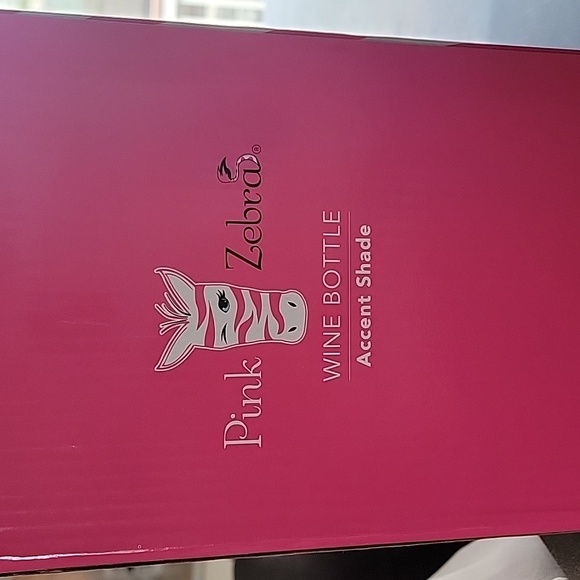 Pink Zebra®
WINE BOTTLE
Accent Shade